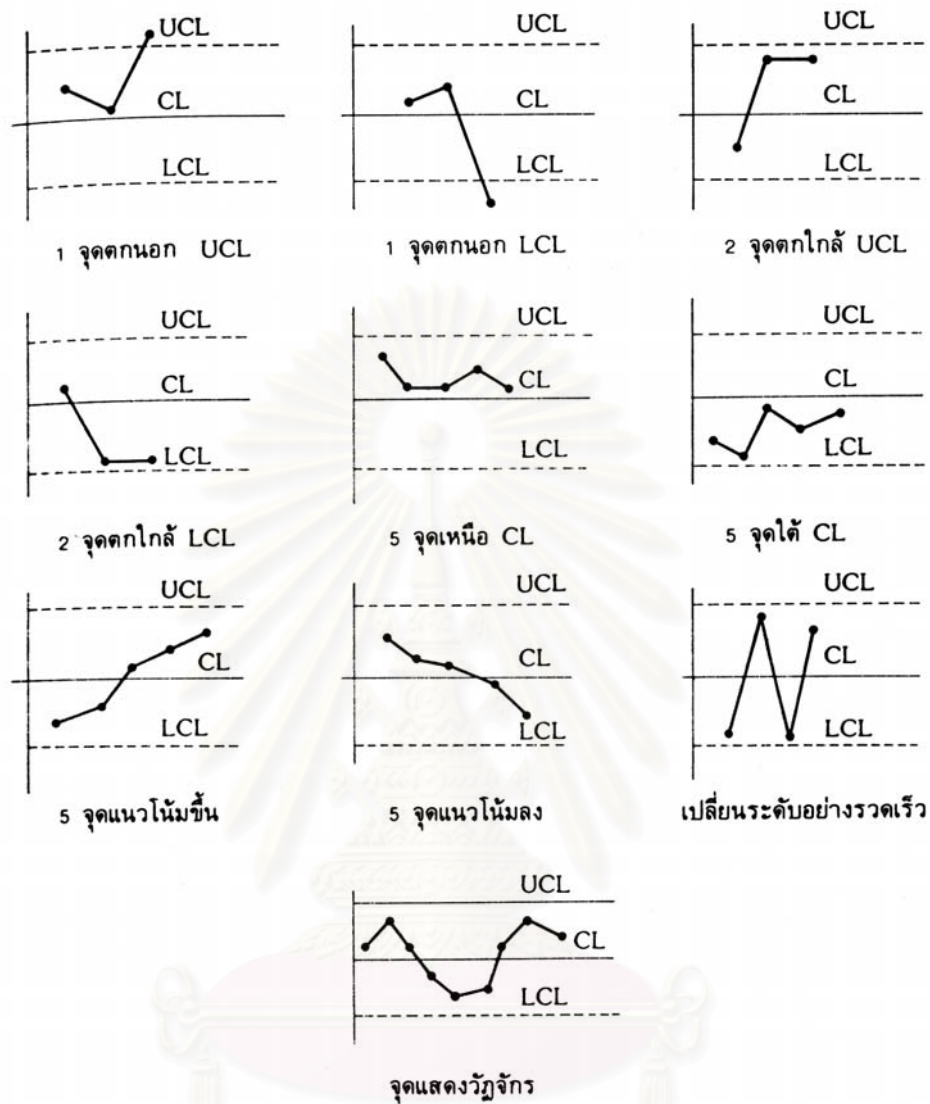 UCL
CL
LCL
1 จุดตกนอก UCL
UCL
CL
LCL
1 จุดตกนอก LCL
UCL
CL
LCL
2 จุดตกใกล้ UCL
UCL
CL
LCL
2 จุดตกใกล้ LCL
UCL
CL
LCL
5 จุดเหนือ CL
UCL
CL
LCL
5 จุดใต้ CL
UCL
CL
LCL
5 จุดแนวโน้มขึ้น
UCL
CL
LCL
5 จุดแนวโน้มลง
UCL
CL
LCL
เปลี่ยนระดับอย่างรวดเร็ว
UCL
CL
LCL
จุดแสดงวัฏจักร